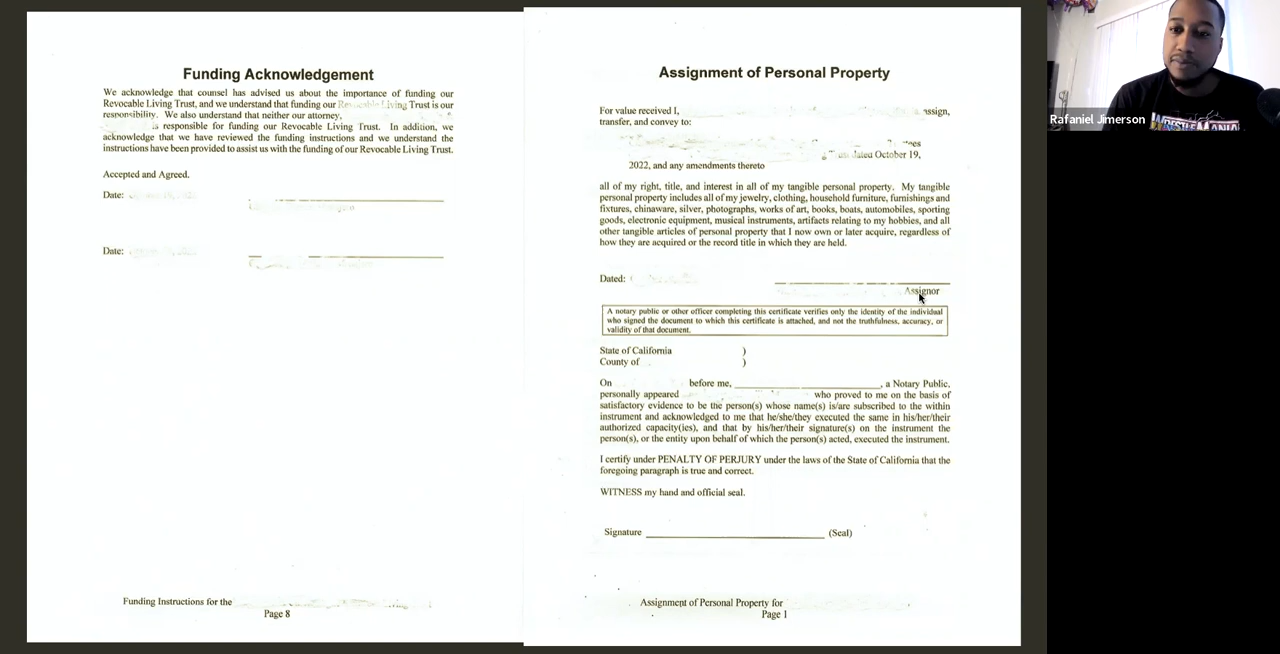 Funding Acknowledgement
We acknowledge that counsel has advised us about the importance of funding our
Revocable Living Trust, and we understand that funding our Revocable Living Trust is our
responsibility. We also understand that neither our attorney,
is responsible for funding our Revocable Living Trust. In addition, we
acknowledge that we have reviewed the funding instructions and we understand the
instructions have been provided to assist us with the funding of our Revocable Living Trust.
Accepted and Agreed.
Date:
Date:
Funding Instructions for the
Page 8
Assignment of Personal Property
For value received I, assign,
transfer, and convey to:
dated October 19,
2022, and any amendments thereto
all of my right, title, and interest in all of my tangible personal property. My tangible
personal property includes all of my jewelry, clothing, household furniture, furnishings and
fixtures, chinaware, silver, photographs, works of art, books, boats, automobiles, sporting
goods, electronic equipment, musical instruments, artifacts relating to my hobbies, and all
other tangible articles of personal property that I now own or later acquire, regardless of
how they are acquired or the record title in which they are held.
Dated:
Assignor
A notary public or other officer completing this certificate verifies only the identity of the individual
who signed the document to which this certificate is attached, and not the truthfulness, accuracy, or
validity of that document.
State of California )
County of )
On before me, , a Notary Public,
personally appeared who proved to me on the basis of
satisfactory evidence to be the person(s) whose name(s) is/are subscribed to the within
instrument and acknowledged to me that he/she/they executed the same in his/her/their
authorized capacity(ies), and that by his/her/their signature(s) on the instrument the
person(s), or the entity upon behalf of which the person(s) acted, executed the instrument.
I certify under PENALTY OF PERJURY under the laws of the State of California that the
foregoing paragraph is true and correct.
WITNESS my hand and official seal.
Signature (Seal)
Assignment of Personal Property for
Page 1
Rafaniel Jimerson
WRESTLEMANIA